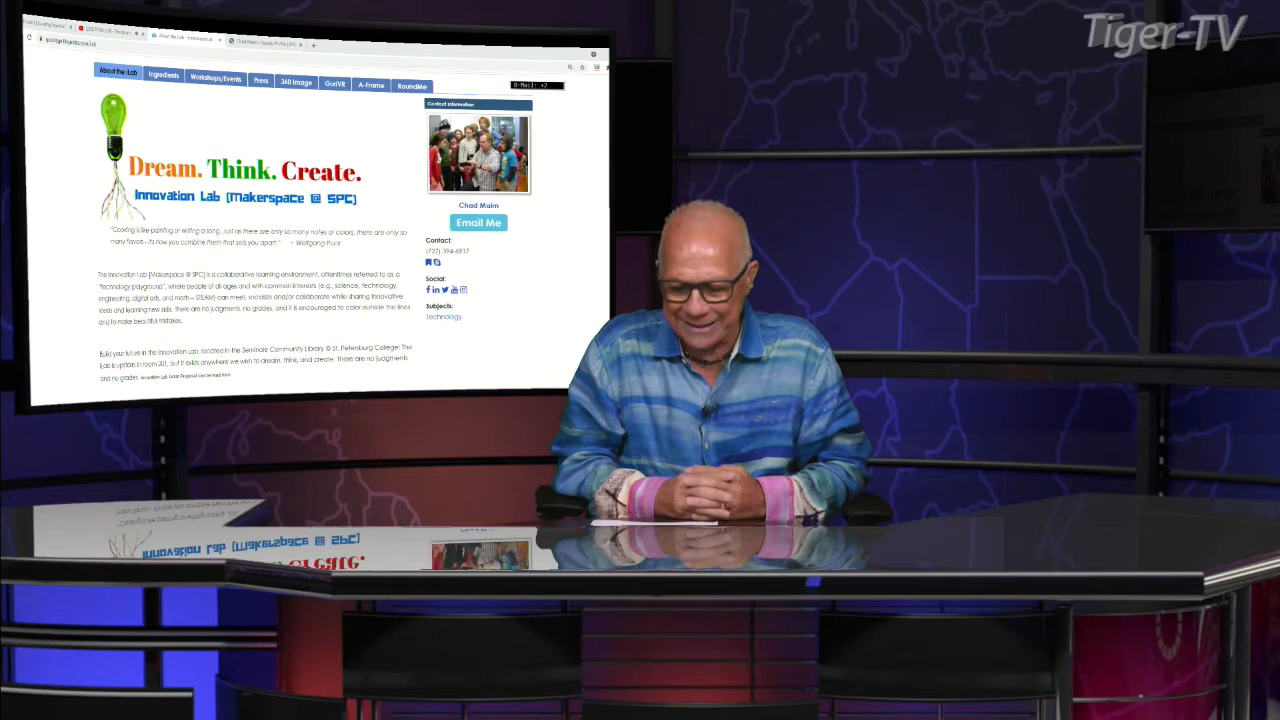 Tiger-TV
About the iLab
Ingredients
Workshops/Events
Press
360 Image
GuriVR
A-Frame
RoundMe
Dream. Think. Create.
Innovation Lab [Makerspace @ SPC]
"Cooking is like painting or writing a song. Just as there are only so many notes or colors, there are only so
many flavors - it's how you combine them that sets you apart." ~ Wolfgang Puck
The Innovation Lab [Makerspace @ SPC] is a collaborative learning environment, oftentimes referred to as a
"technology playground", where people of all ages and with common interests (e.g., science, technology,
engineering, digital arts, and math – STEAM) can meet, socialize and/or collaborate while sharing innovative
ideas and learning new skills. There are no judgments, no grades, and it is encouraged to color outside the lines
and to make beautiful mistakes.
Build your future in the Innovation Lab, located in the Seminole Community Library @ St. Petersburg College! The
iLab is upstairs in room 201, but it exists anywhere we wish to dream, think, and create. There are no judgments
and no grades. Innovation Lab Grant Proposal can be read here.
Contact Information
Chad Mairn
Email Me
Contact:
Social:
Subjects:
Technology